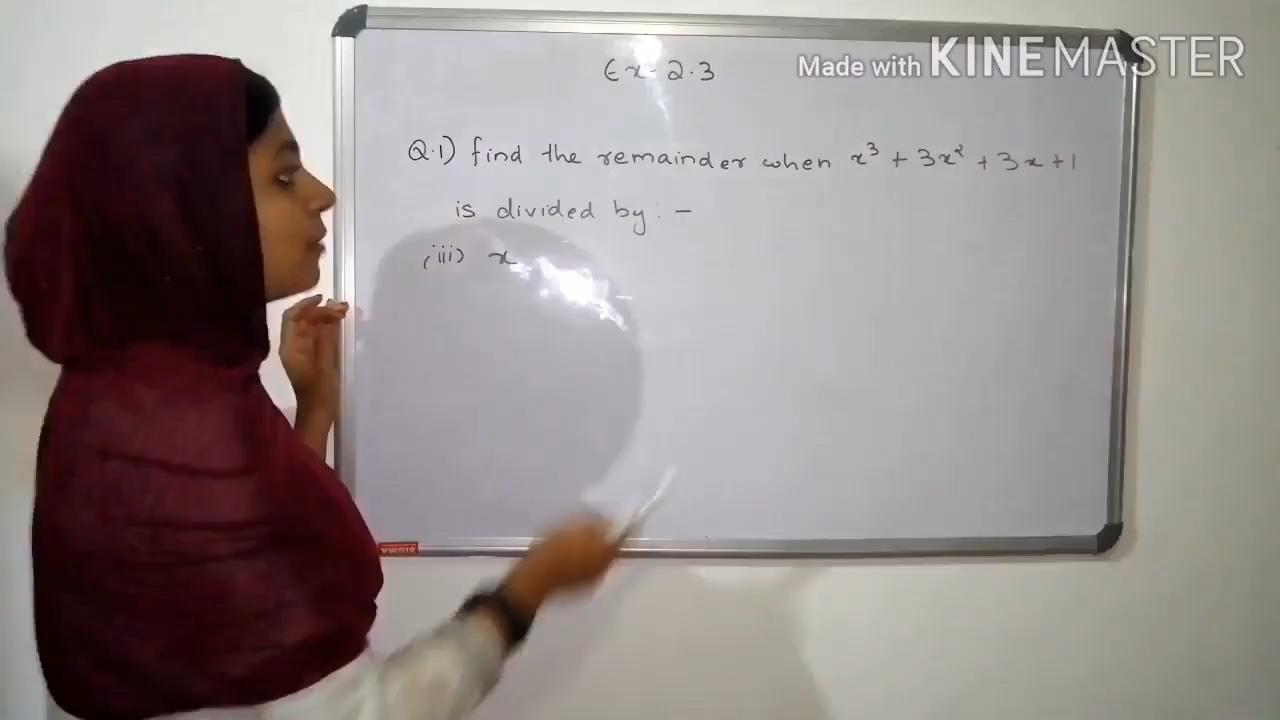 Made with KINEMASTER
Ex - 2.3
Q.1) find the remainder when x³ + 3x² + 3x + 1
is divided by : -
(iii) x
SIGMA